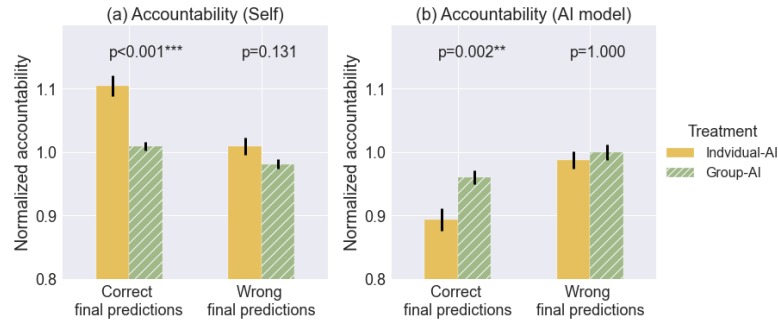 (a) Accountability (Self)
(b) Accountability (AI model)
Normalized accountability
1.1
1.0
0.9
0.8
p<0.001***
p=0.131
Correct
final predictions
Wrong
final predictions
Normalized accountability
1.1
1.0
0.9
0.8
p=0.002**
p=1.000
Correct
final predictions
Wrong
final predictions
Treatment
Indvidual-AI
Group-AI